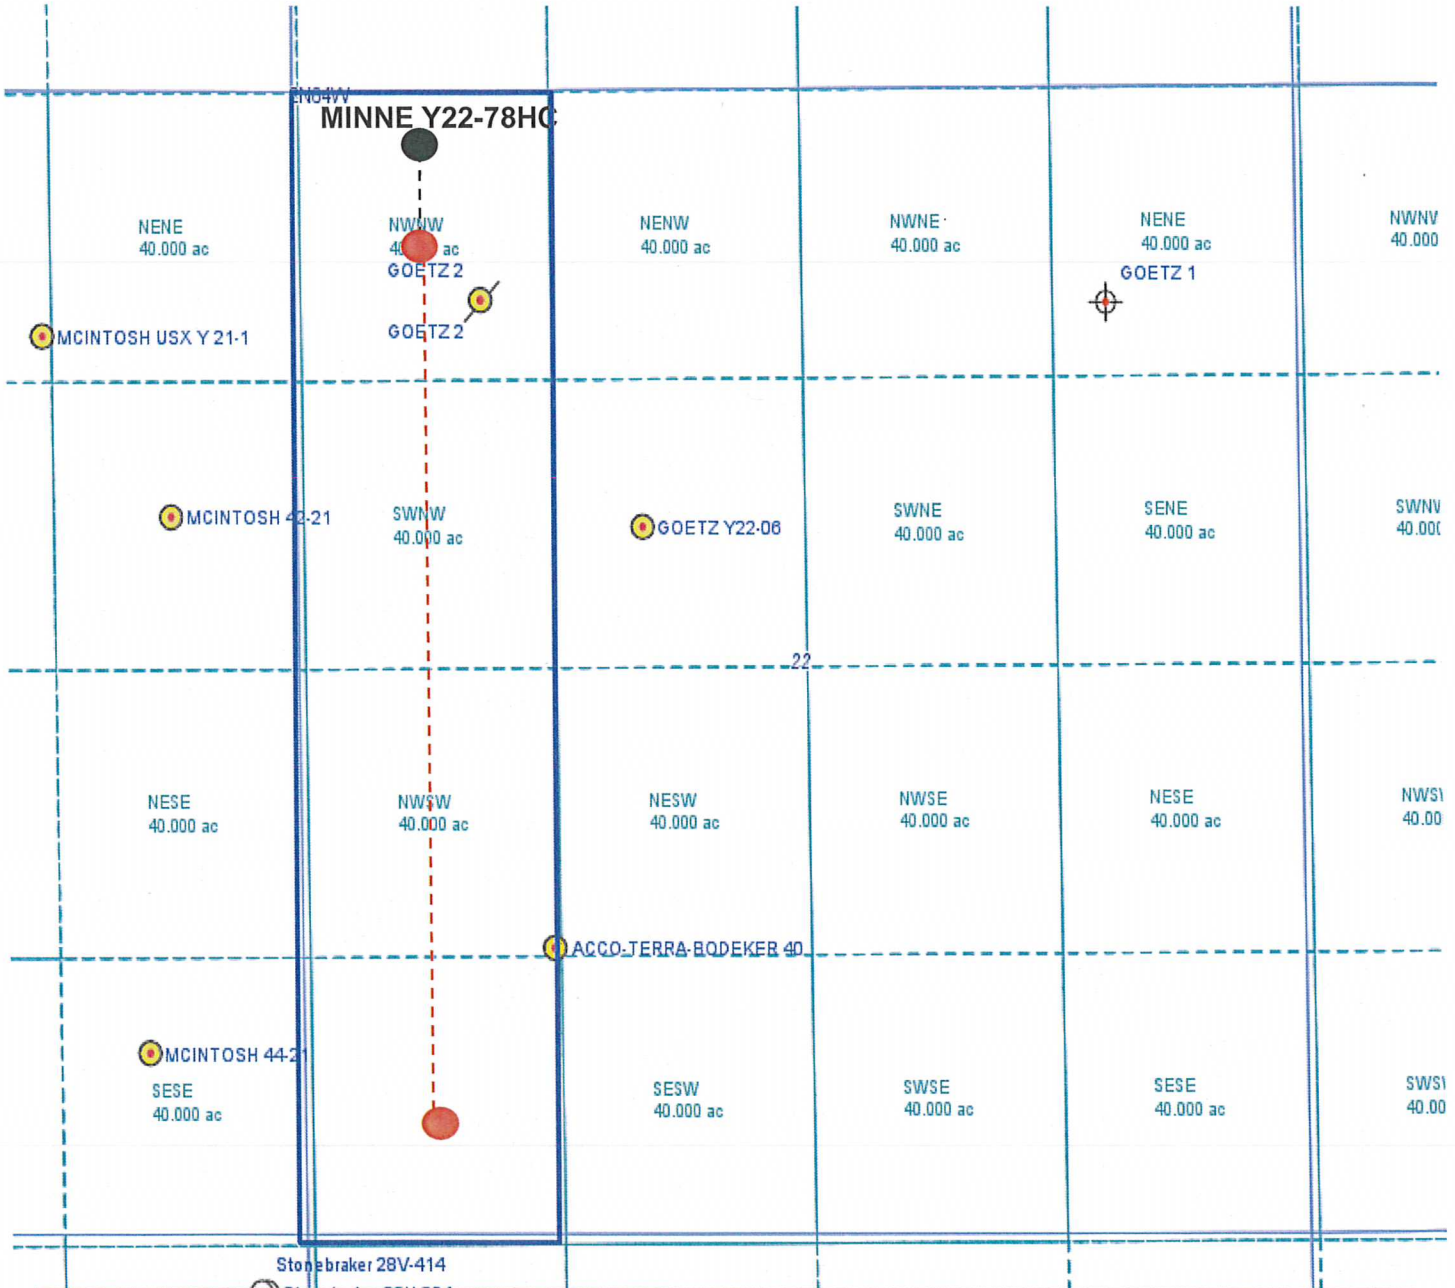 MINNE Y22-78HC
NENE
40.000 ac
NWNW
ac
NENW
40.000 ac
NWNE
40.000 ac
NENE
40.000 ac
40.000
GOETZ 2
GOETZ 2
GOETZ 1
MCINTOSH USX Y 21-1
MCINTOSH 42-21
SWNW
40.000 ac
GOETZ Y22-06
SWNE
40.000 ac
SENE
40.000 ac
22
NESE
40.000 ac
NWSW
40.000 ac
NESW
40.000 ac
NWSE
40.000 ac
NESE
40.000 ac
40.00
ACCO-TERRA-BODEKER 40
MCINTOSH 44-21
SESE
40.000 ac
SESW
40.000 ac
SWSE
40.000 ac
SESE
40.000 ac
40.00
Stonebraker 28V-414